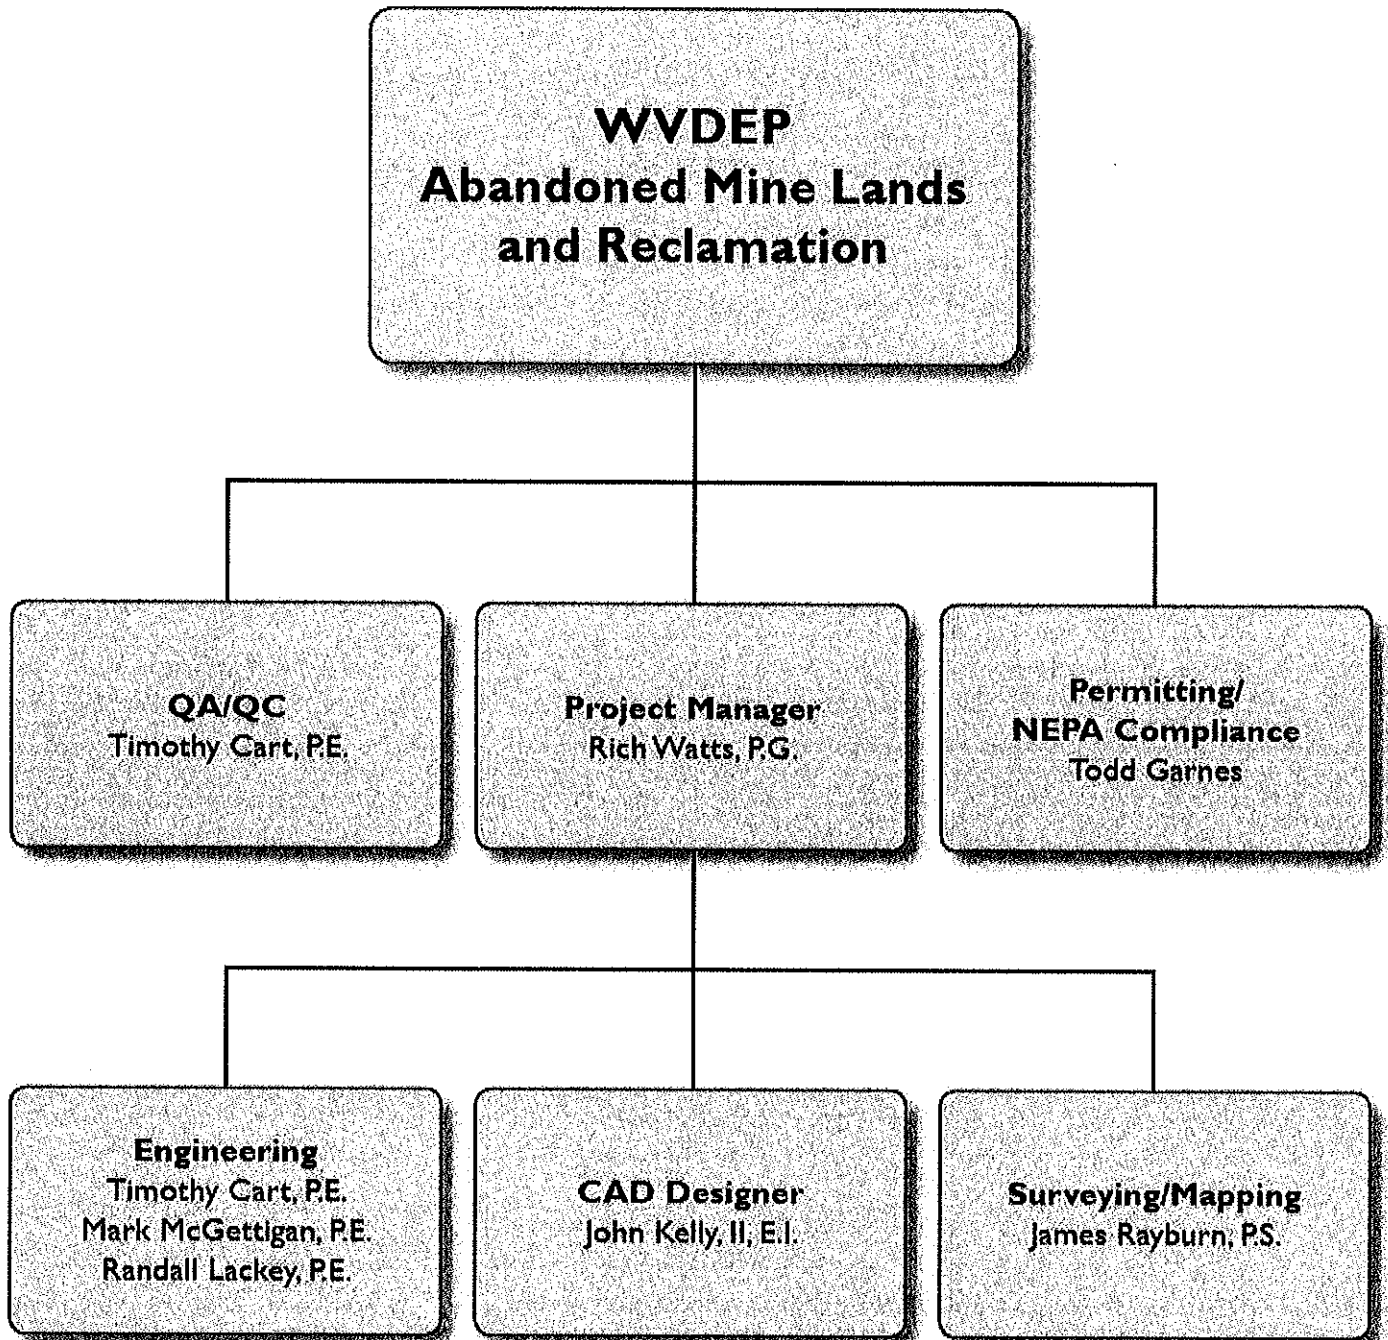 WVDEP
Abandoned Mine Lands
and Reclamation
QA/QC
Timothy Cart, P.E.
Project Manager
Rich Watts, P.G.
Permitting/
NEPA Compliance
Todd Garnes
Engineering
Timothy Cart, P.E.
Mark McGettigan, P.E.
Randall Lackey, P.E.
CAD Designer
John Kelly, II, E.I.
Surveying/Mapping
James Rayburn, P.S.